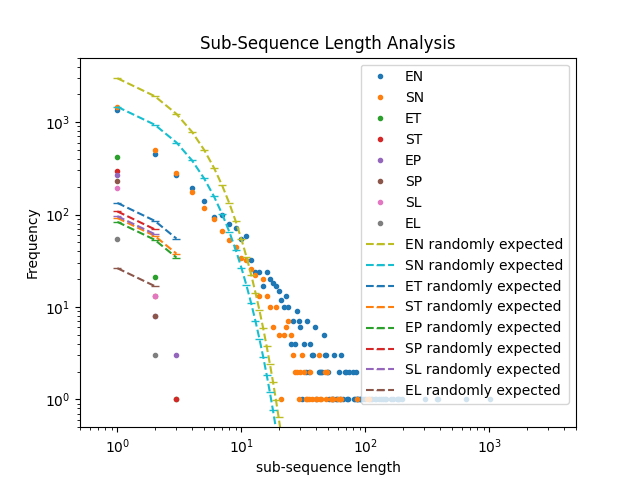 Sub-Sequence Length Analysis
Frequency
10³
10²
10¹
10⁰
EN
SN
ET
ST
EP
SP
SL
EL
EN randomly expected
SN randomly expected
ET randomly expected
ST randomly expected
EP randomly expected
SP randomly expected
SL randomly expected
EL randomly expected
10⁰ 10¹ 10² 10³
sub-sequence length